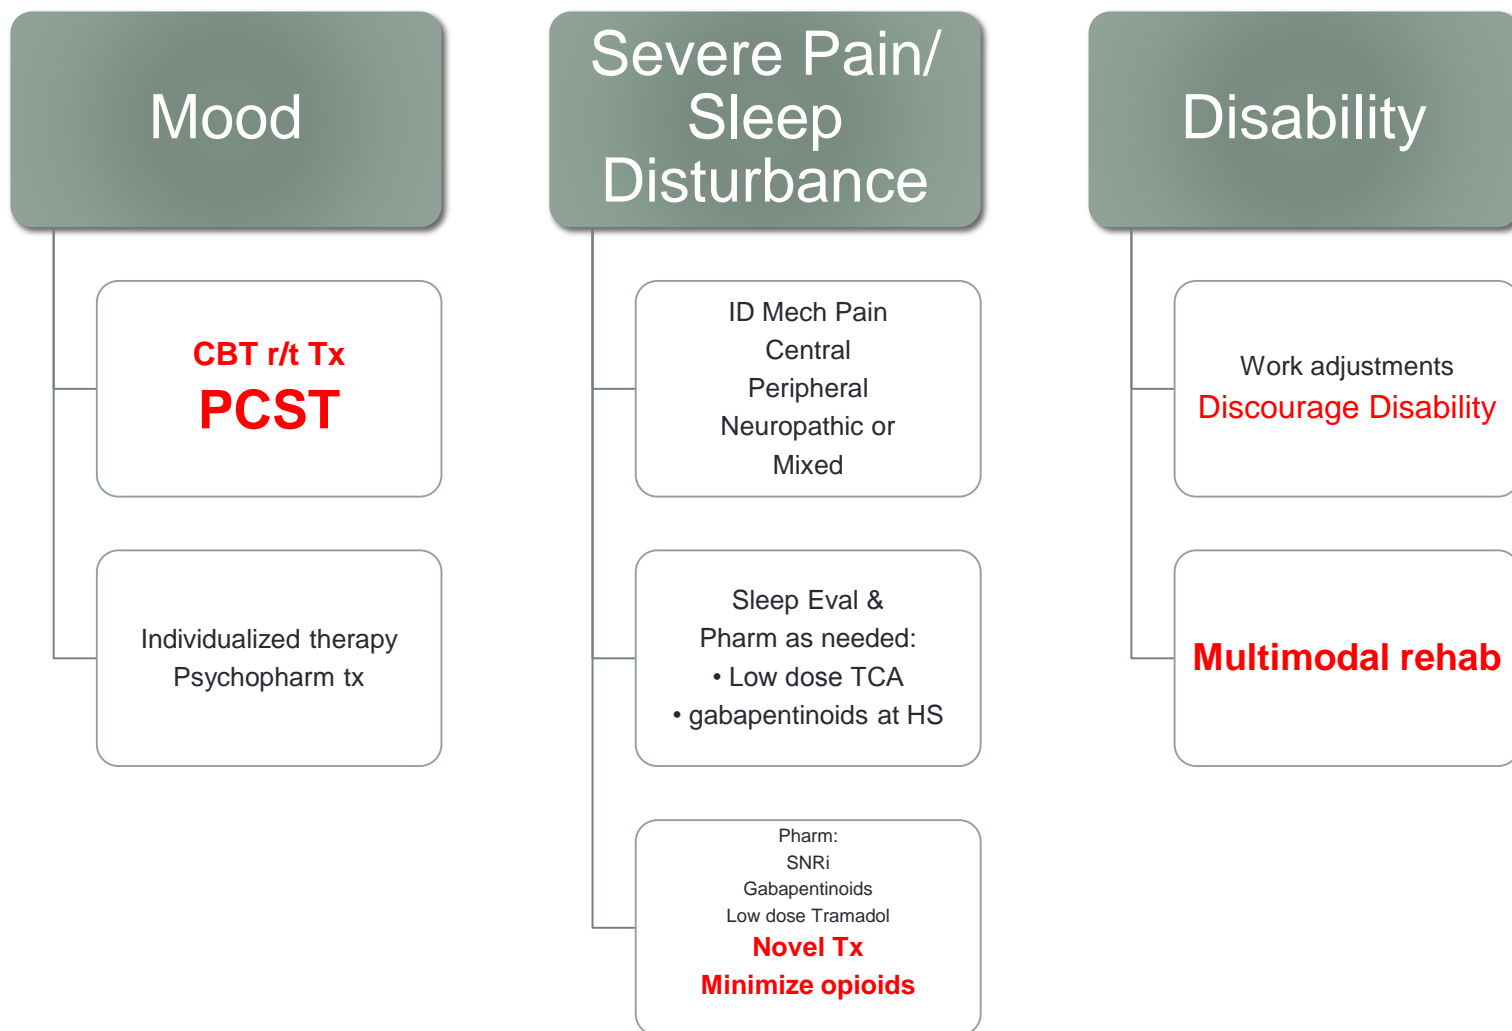 Mood
CBT r/t Tx
PCST
Individualized therapy
Psychopharm tx
Severe Pain/
Sleep
Disturbance
ID Mech Pain
Central
Peripheral
Neuropathic or
Mixed
Sleep Eval &
Pharm as needed:
• Low dose TCA
• gabapentinoids at HS
Pharm:
SNRi
Gabapentinoids
Low dose Tramadol
Novel Tx
Minimize opioids
Disability
Work adjustments
Discourage Disability
Multimodal rehab